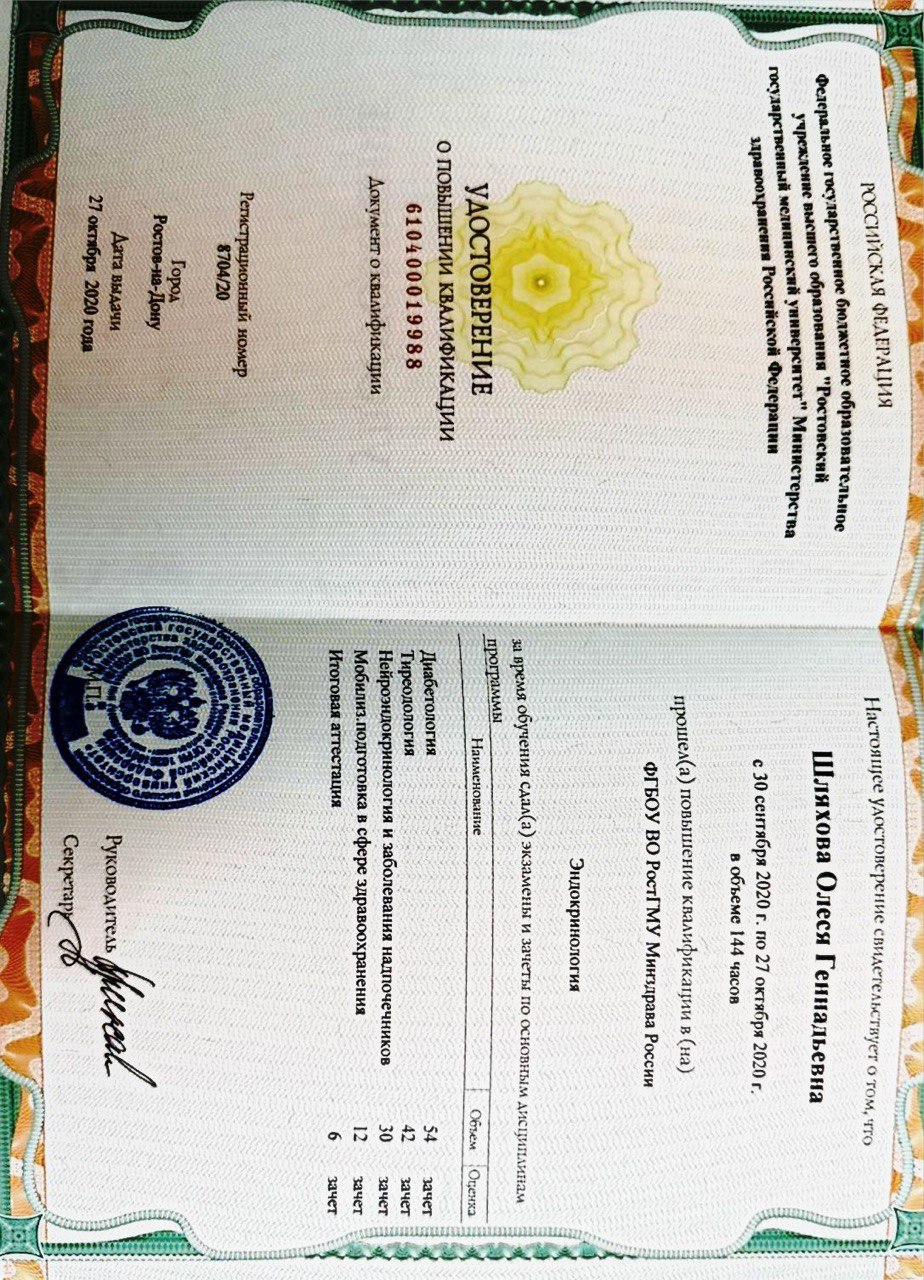 РОССИЙСКАЯ ФЕДЕРАЦИЯ
Федеральное государственное бюджетное образовательное
учреждение высшего образования "Ростовский
государственный медицинский университет" Министерства
здравоохранения Российской Федерации
УДОСТОВЕРЕНИЕ
О ПОВЫШЕНИИ КВАЛИФИКАЦИИ
610400019988
Документ о квалификации
Регистрационный номер
8704/20
Город
Ростов-на-Дону
Дата выдачи
27 октября 2020 года
Настоящее удостоверение свидетельствует о том, что
Шляхова Олеся Геннадьевна
с 30 сентября 2020 г. по 27 октября 2020 г.
в объеме 144 часов
прошел(а) повышение квалификации в (на)
ФГБОУ ВО РостГМУ Минздрава России
Эндокринология
за время обучения сдал(а) экзамены и зачеты по основным дисциплинам
программы
Наименование Объем Оценка
Диабетология 54 зачет
Тиреодология 42 зачет
Нейроэндокринология и заболевания надпочечников 30 зачет
Мобилиз.подготовка в сфере здравоохранения 12 зачет
Итоговая аттестация 6 зачет
М.П.
Руководитель
Секретарь